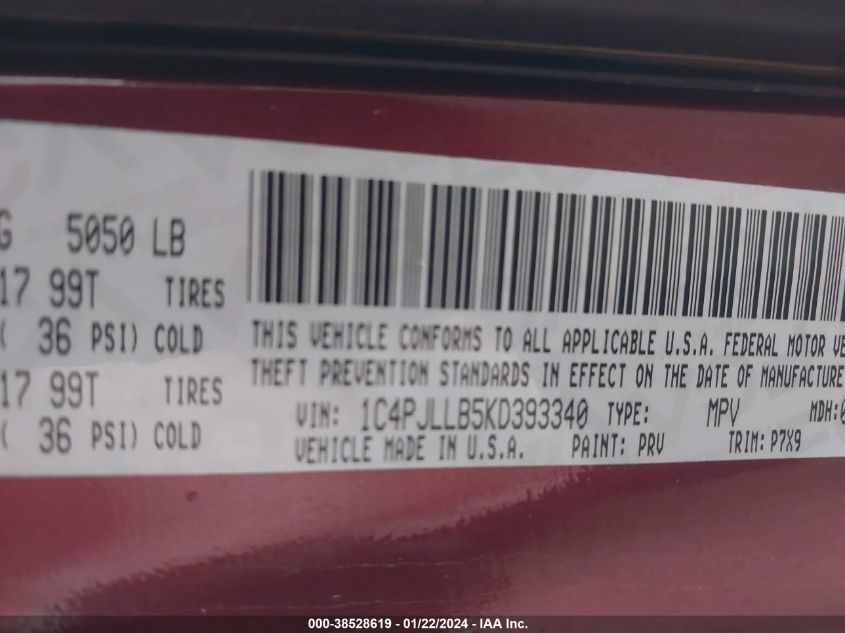 G 5050 LB
17 99T TIRES
( 36 PSI) COLD
17 99T TIRES
( 36 PSI) COLD
THIS VEHICLE CONFORMS TO ALL APPLICABLE U.S.A. FEDERAL MOTOR VE
THEFT PREVENTION STANDARDS IN EFFECT ON THE DATE OF MANUFACTURE
VIN: 1C4PJLLB5KD393340 TYPE: MPV MDH:0
VEHICLE MADE IN U.S.A. PAINT: PRV TRIM: P7X9
000-38528619 - 01/22/2024 - IAA Inc.